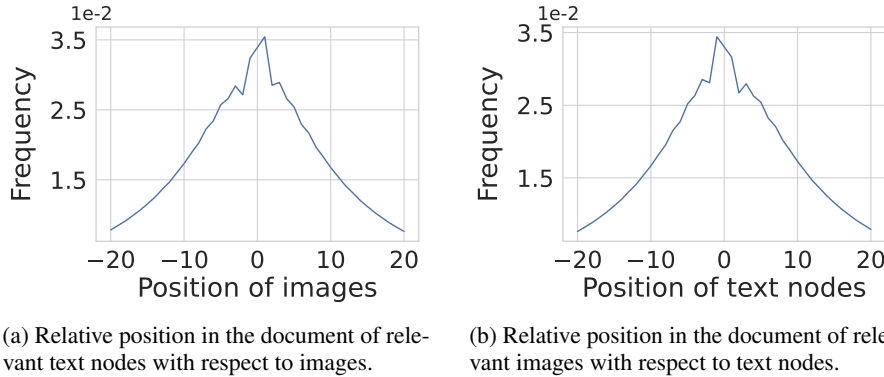 1e-2
3.5
2.5
1.5
Frequency
−20 −10 0 10 20
Position of images
(a) Relative position in the document of rele-
vant text nodes with respect to images.
1e-2
3.5
2.5
1.5
Frequency
−20 −10 0 10 20
Position of text nodes
(b) Relative position in the document of rele-
vant images with respect to text nodes.